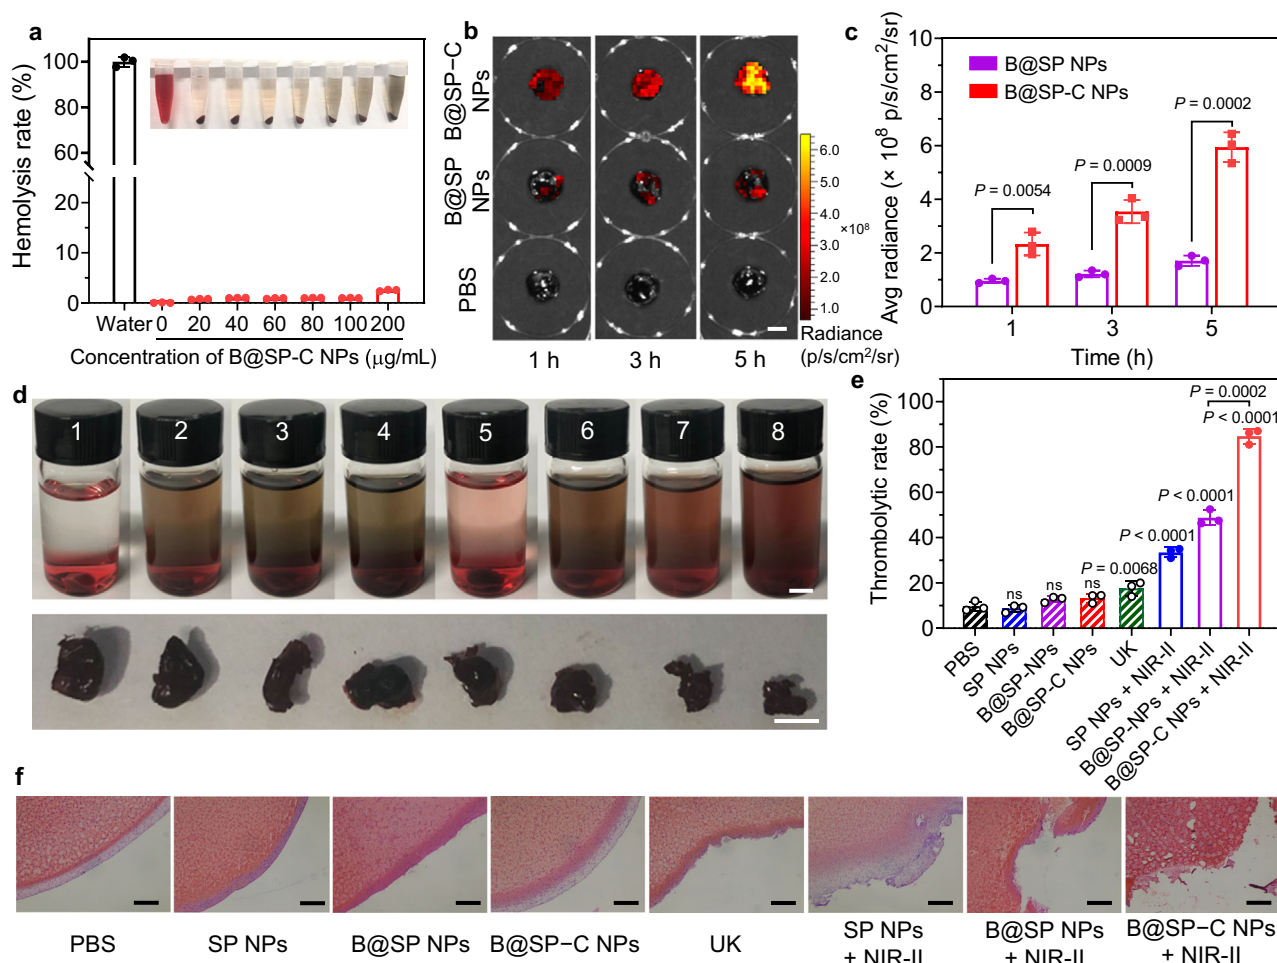 a
Hemolysis rate (%)
100
80
60
20
10
0
Water
0
20
40
60
80
100
200
Concentration of B@SP-C NPs (μg/mL)
b
B@SP−C
NPs
B@SP
NPs
PBS
1 h
3 h
5 h
6.0
5.0
4.0
3.0
2.0
1.0
×10⁸
Radiance
(p/s/cm²/sr)
c
Avg radiance (× 10⁸ p/s/cm²/sr)
10
8
6
4
2
0
B@SP NPs
B@SP-C NPs
P = 0.0054
P = 0.0009
P = 0.0002
1
3
5
Time (h)
d
1
2
3
4
5
6
7
8
e
Thrombolytic rate (%)
100
80
60
40
20
0
ns
ns
ns
P = 0.0068
P < 0.0001
P < 0.0001
P < 0.0001
P = 0.0002
PBS
SP NPs
B@SP-NPs
B@SP-C NPs
UK
SP NPs + NIR-II
B@SP-NPs + NIR-II
B@SP-C NPs + NIR-II
f
PBS
SP NPs
B@SP NPs
B@SP−C NPs
UK
SP NPs
+ NIR-II
B@SP NPs
+ NIR-II
B@SP−C NPs
+ NIR-II